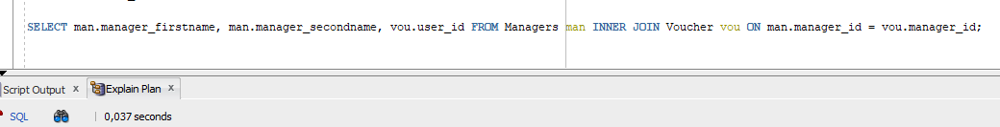 SELECT man.manager_firstname, man.manager_secondname, vou.user_id FROM Managers man INNER JOIN Voucher vou ON man.manager_id = vou.manager_id;
Script Output x Explain Plan x
SQL | 0,037 seconds